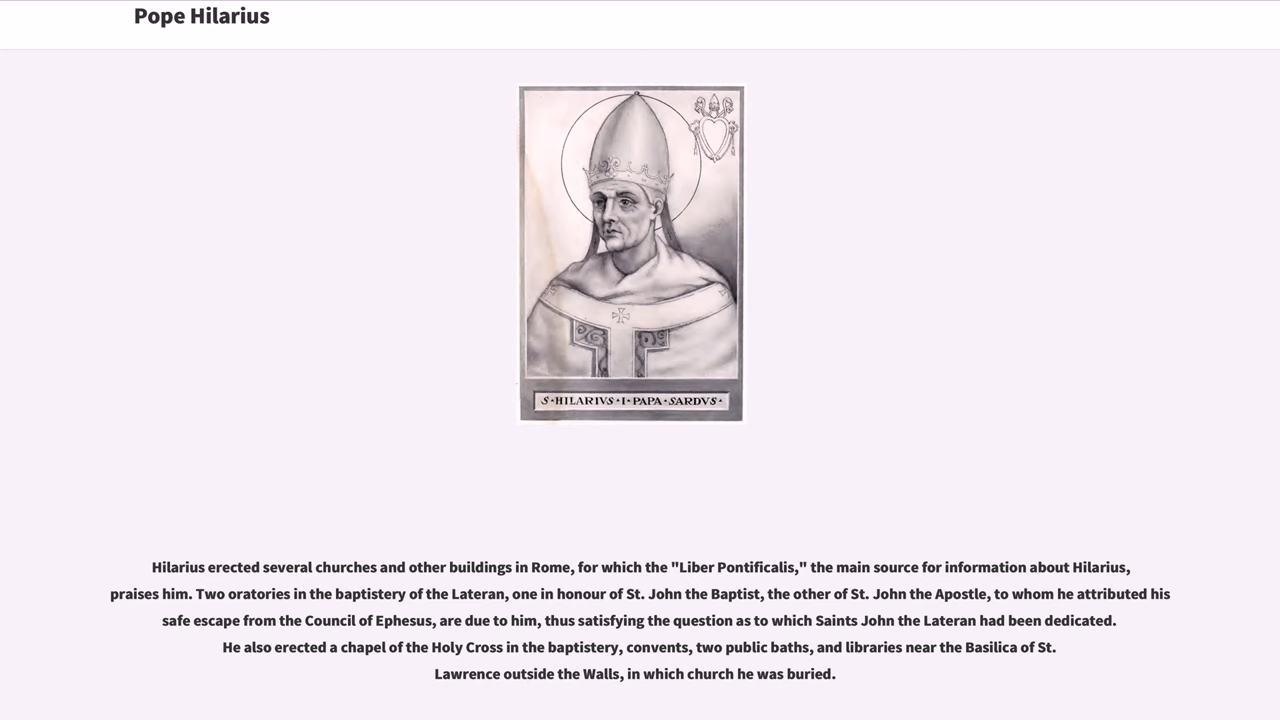 Pope Hilarius
S·HILARIVS·I·PAPA·SARDVS·
Hilarius erected several churches and other buildings in Rome, for which the "Liber Pontificalis," the main source for information about Hilarius,
praises him. Two oratories in the baptistery of the Lateran, one in honour of St. John the Baptist, the other of St. John the Apostle, to whom he attributed his
safe escape from the Council of Ephesus, are due to him, thus satisfying the question as to which Saints John the Lateran had been dedicated.
He also erected a chapel of the Holy Cross in the baptistery, convents, two public baths, and libraries near the Basilica of St.
Lawrence outside the Walls, in which church he was buried.